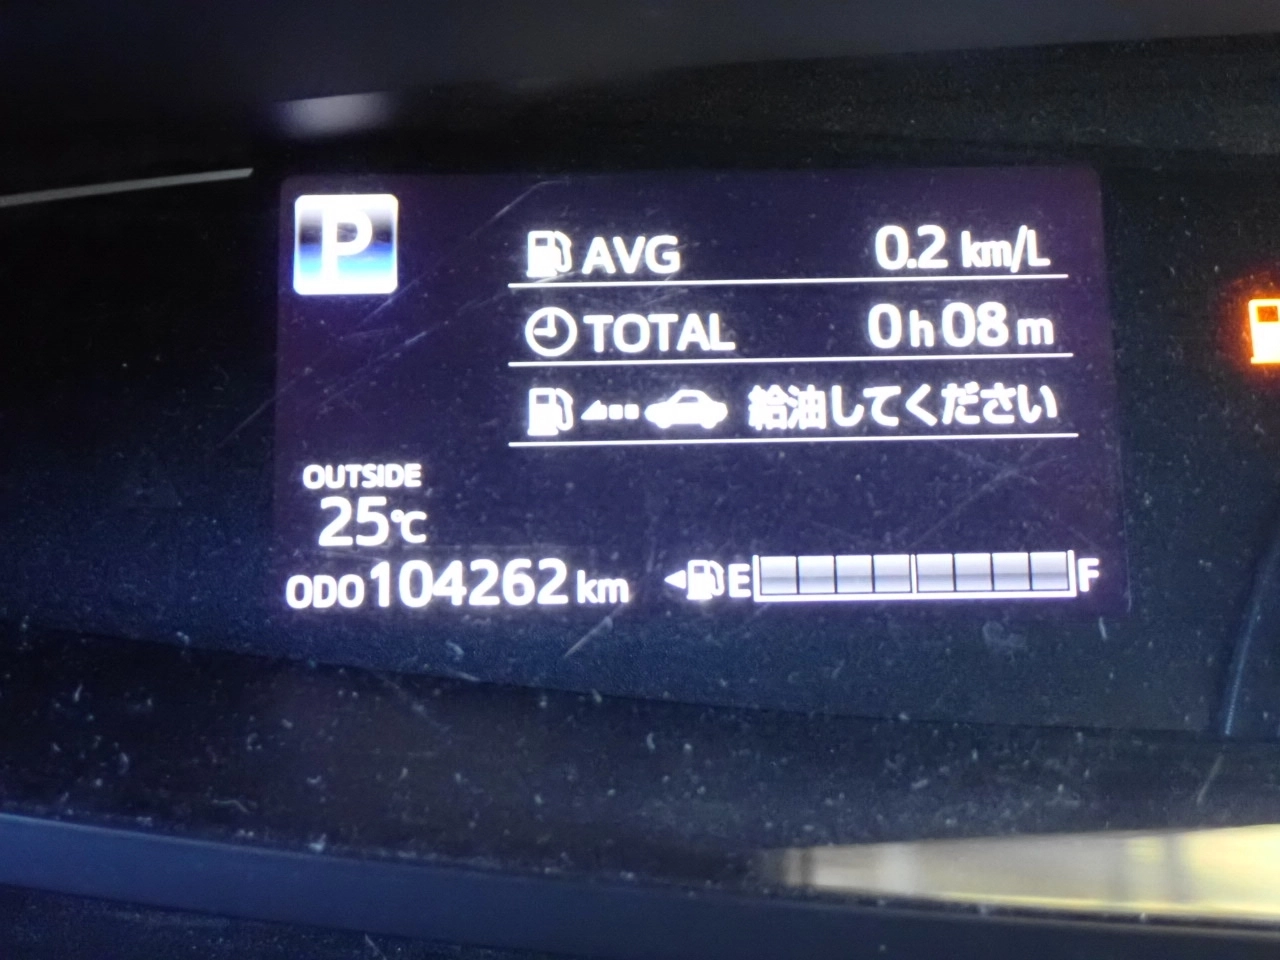 P
AVG 0.2 km/L
TOTAL 0h08m
給油してください
OUTSIDE
25℃
ODO 104262 km E F